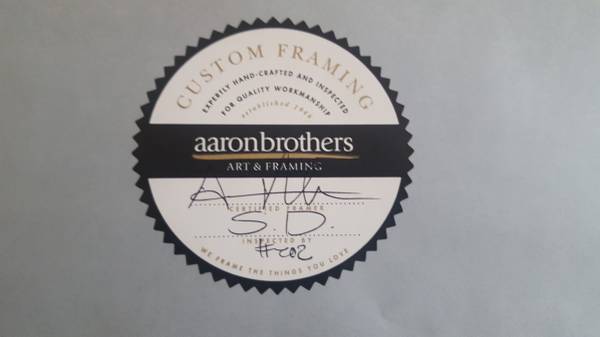 CUSTOM FRAMING
EXPERTLY HAND-CRAFTED AND INSPECTED
FOR QUALITY WORKMANSHIP
established 1946
aaronbrothers
ART & FRAMING
CERTIFIED FRAMER
S.D.
INSPECTED BY
#202
WE FRAME THE THINGS YOU LOVE